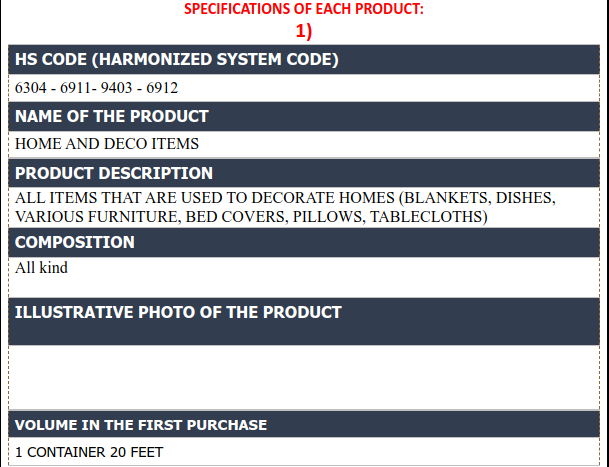 SPECIFICATIONS OF EACH PRODUCT:
1)
HS CODE (HARMONIZED SYSTEM CODE)
6304 - 6911- 9403 - 6912
NAME OF THE PRODUCT
HOME AND DECO ITEMS
PRODUCT DESCRIPTION
ALL ITEMS THAT ARE USED TO DECORATE HOMES (BLANKETS, DISHES,
VARIOUS FURNITURE, BED COVERS, PILLOWS, TABLECLOTHS)
COMPOSITION
All kind
ILLUSTRATIVE PHOTO OF THE PRODUCT
VOLUME IN THE FIRST PURCHASE
1 CONTAINER 20 FEET